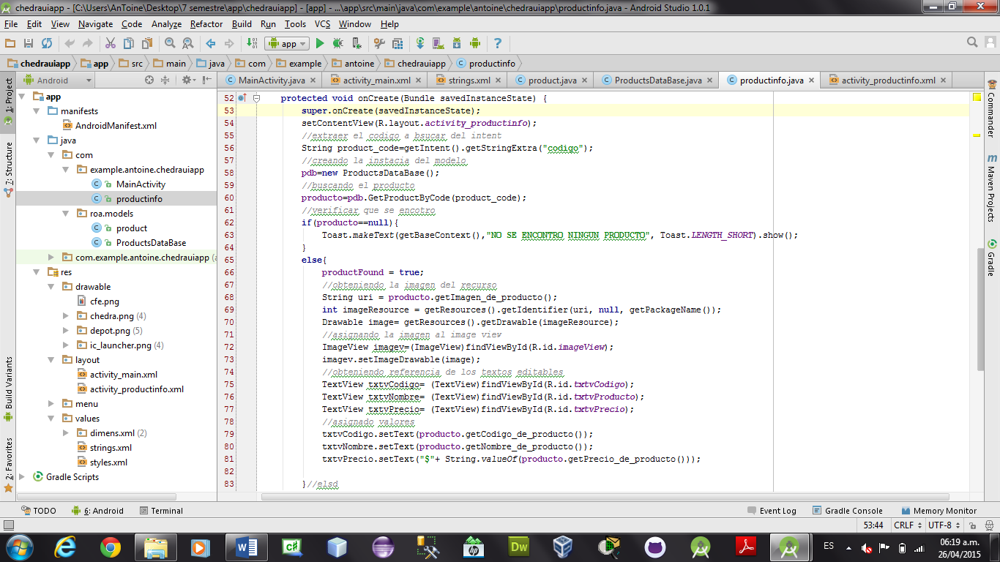 chedrauiapp - [C:\Users\AnToine\Desktop\7 semestre\app\chedrauiapp] - [app] - ...\app\src\main\java\com\example\antoine\chedrauiapp\productinfo.java - Android Studio 1.0.1
File Edit View Navigate Code Analyze Refactor Build Run Tools VCS Window Help
app
chedrauiapp app src main java com example antoine chedrauiapp productinfo
Android
MainActivity.java activity_main.xml strings.xml product.java ProductsDataBase.java productinfo.java activity_productinfo.xml
1: Project
7: Structure
Build Variants
2: Favorites
app
manifests
AndroidManifest.xml
java
com
example.antoine.chedrauiapp
MainActivity
productinfo
roa.models
product
ProductsDataBase
com.example.antoine.chedrauiapp
res
drawable
cfe.png
chedra.png (4)
depot.png (5)
ic_launcher.png (4)
layout
activity_main.xml
activity_productinfo.xml
menu
values
dimens.xml (2)
strings.xml
styles.xml
Gradle Scripts
52 protected void onCreate(Bundle savedInstanceState) {
53 super.onCreate(savedInstanceState);
54 setContentView(R.layout.activity_productinfo);
55 //extraer el codigo a bsucar del intent
56 String product_code=getIntent().getStringExtra("codigo");
57 //creando la instacia del modelo
58 pdb=new ProductsDataBase();
59 //buscando el producto
60 producto=pdb.GetProductByCode(product_code);
61 //verificar que se encotro
62 if(producto==null){
63 Toast.makeText(getBaseContext(),"NO SE ENCONTRO NINGUN PRODUCTO", Toast.LENGTH_SHORT).show();
64 }
65 else{
66 productFound = true;
67 //obteniendo la imagen del recurso
68 String uri = producto.getImagen_de_producto();
69 int imageResource = getResources().getIdentifier(uri, null, getPackageName());
70 Drawable image= getResources().getDrawable(imageResource);
71 //asignando la imagen al image view
72 ImageView imagev=(ImageView)findViewById(R.id.imageView);
73 imagev.setImageDrawable(image);
74 //obteniendo referencia de los textos editables
75 TextView txtvCodigo= (TextView)findViewById(R.id.txtvCodigo);
76 TextView txtvNombre= (TextView)findViewById(R.id.txtvProducto);
77 TextView txtvPrecio= (TextView)findViewById(R.id.txtvPrecio);
78 //asignado valores
79 txtvCodigo.setText(producto.getCodigo_de_producto());
80 txtvNombre.setText(producto.getNombre_de_producto());
81 txtvPrecio.setText("$"+ String.valueOf(producto.getPrecio_de_producto()));
82
83 }//elsd
Commander
Maven Projects
Gradle
TODO 6: Android Terminal Event Log Gradle Console Memory Monitor
53:44 CRLF UTF-8
ES 06:19 a.m.
26/04/2015